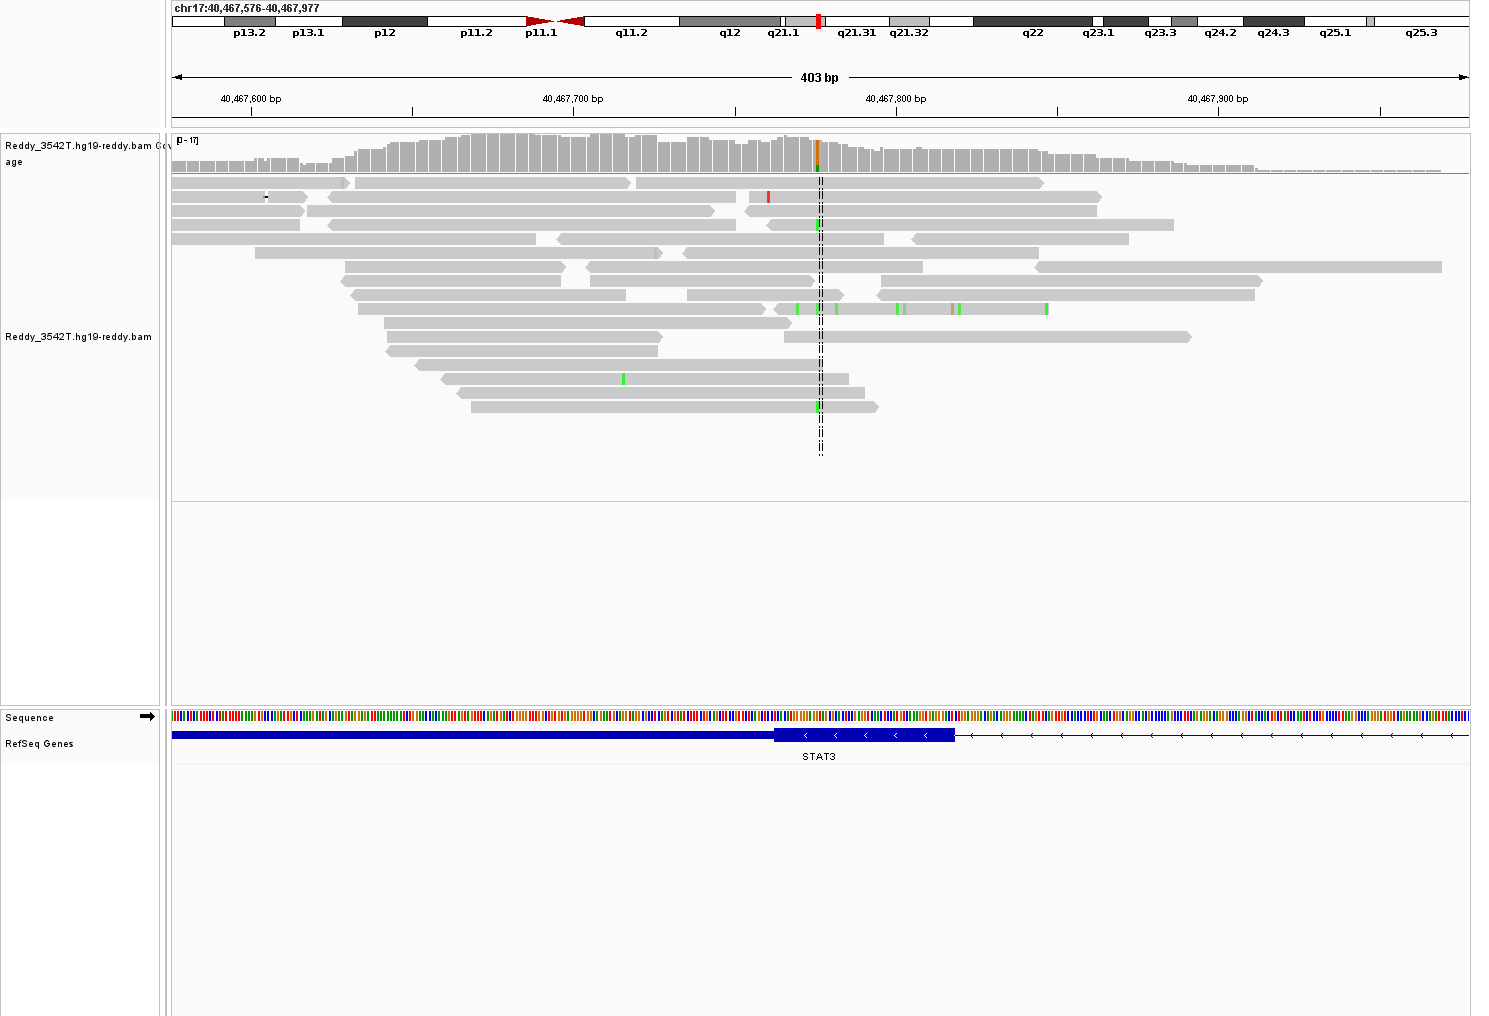 chr17:40,467,576-40,467,977
p13.2 p13.1 p12 p11.2 p11.1 q11.2 q12 q21.1 q21.31 q21.32 q22 q23.1 q23.3 q24.2 q24.3 q25.1 q25.3
403 bp
40,467,600 bp 40,467,700 bp 40,467,800 bp 40,467,900 bp
[0 - 17]
Reddy_3542T.hg19-reddy.bam Cov
age
Reddy_3542T.hg19-reddy.bam
Sequence
RefSeq Genes
STAT3